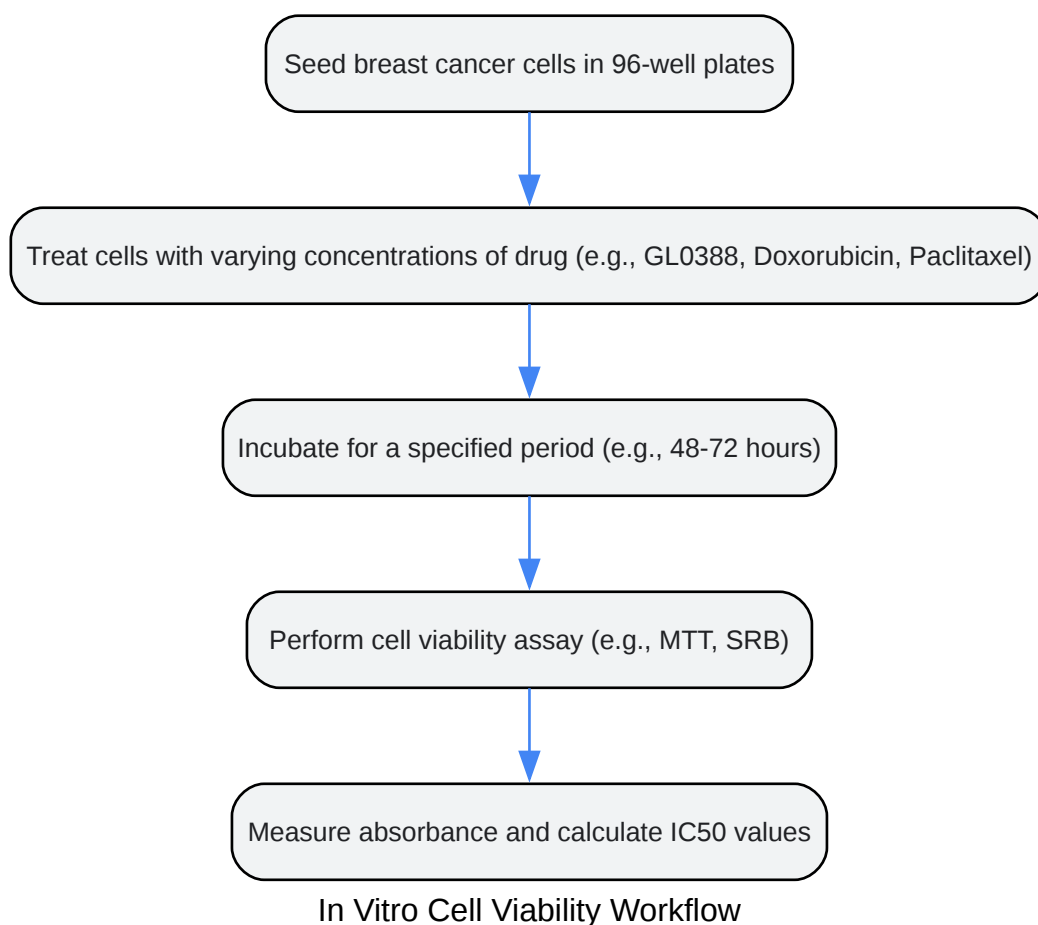 Seed breast cancer cells in 96-well plates
Treat cells with varying concentrations of drug (e.g., GL0388, Doxorubicin, Paclitaxel)
Incubate for a specified period (e.g., 48-72 hours)
Perform cell viability assay (e.g., MTT, SRB)
Measure absorbance and calculate IC50 values
In Vitro Cell Viability Workflow